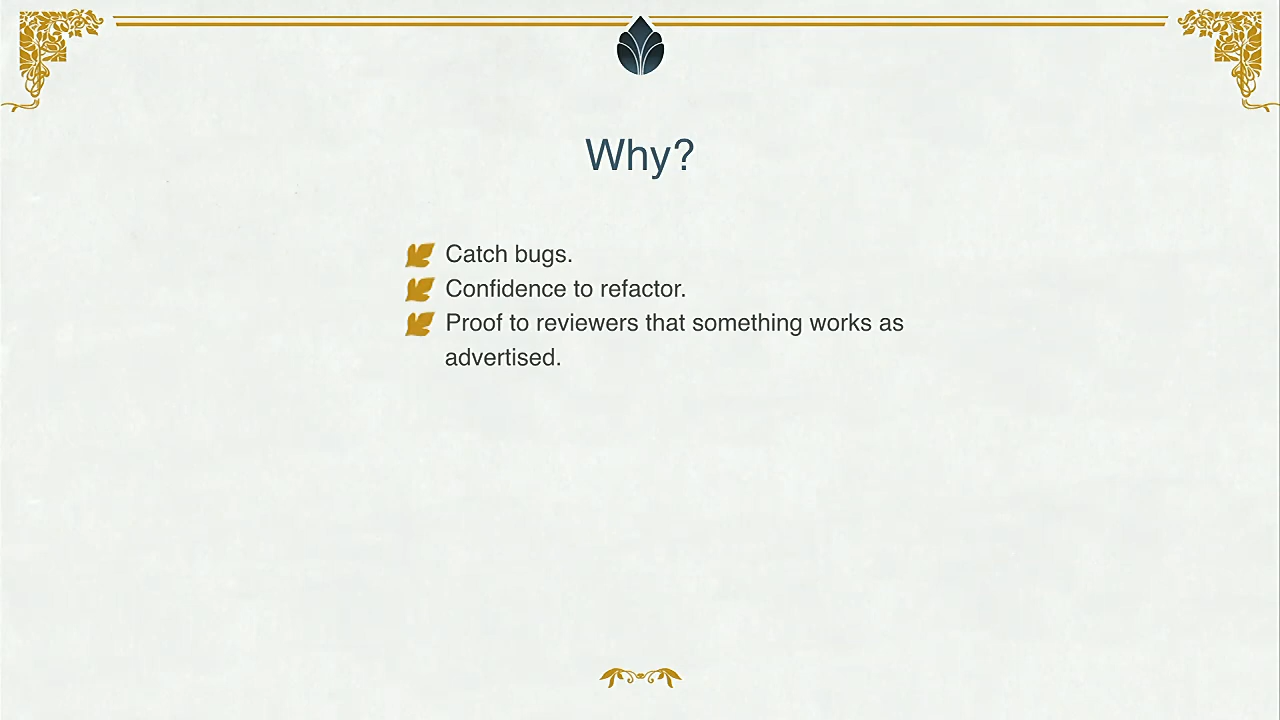 Why?
Catch bugs.
Confidence to refactor.
Proof to reviewers that something works as
advertised.